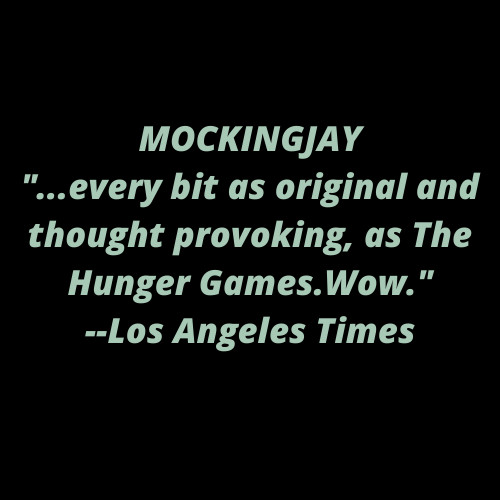 MOCKINGJAY
"...every bit as original and
thought provoking, as The
Hunger Games.Wow."
--Los Angeles Times